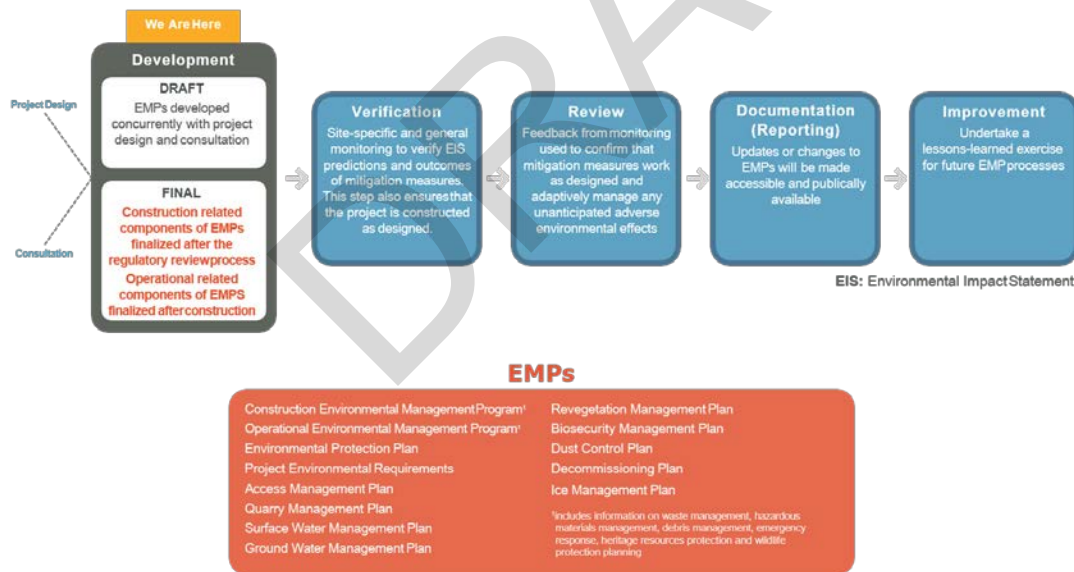 We Are Here
Development
DRAFT
EMPs developed
concurrently with project
design and consultation
FINAL
Construction related
components of EMPs
finalized after the
regulatory reviewprocess
Operational related
components of EMPS
finalized afterconstruction
Project Design
Consultation
Verification
Site-specific and general
monitoring to verify EIS
predictions and outcomes
of mitigation measures.
This step also ensures that
the project is constructed
as designed.
Review
Feedback from monitoring
used to confirm that
mitigation measures work
as designed and
adaptively manage any
unanticipated adverse
environmental effects
Documentation
(Reporting)
Updates or changes to
EMPs will be made
accessible and publically
available
Improvement
Undertake a
lessons-learned exercise
for future EMP processes
EIS: Environmental ImpactStatement
EMPs
Construction Environmental ManagementProgram¹
Operational Environmental Management Program¹
Environmental Protection Plan
Project Environmental Requirements
Access Management Plan
Quarry Management Plan
Surface Water Management Plan
Ground Water Management Plan
Revegetation Management Plan
Biosecurity Management Plan
Dust Control Plan
Decommissioning Plan
Ice Management Plan
¹includes information on waste management, hazardous
materials management, debris management, emergency
response, heritage resources protection and wildlife
protection planning
DRA